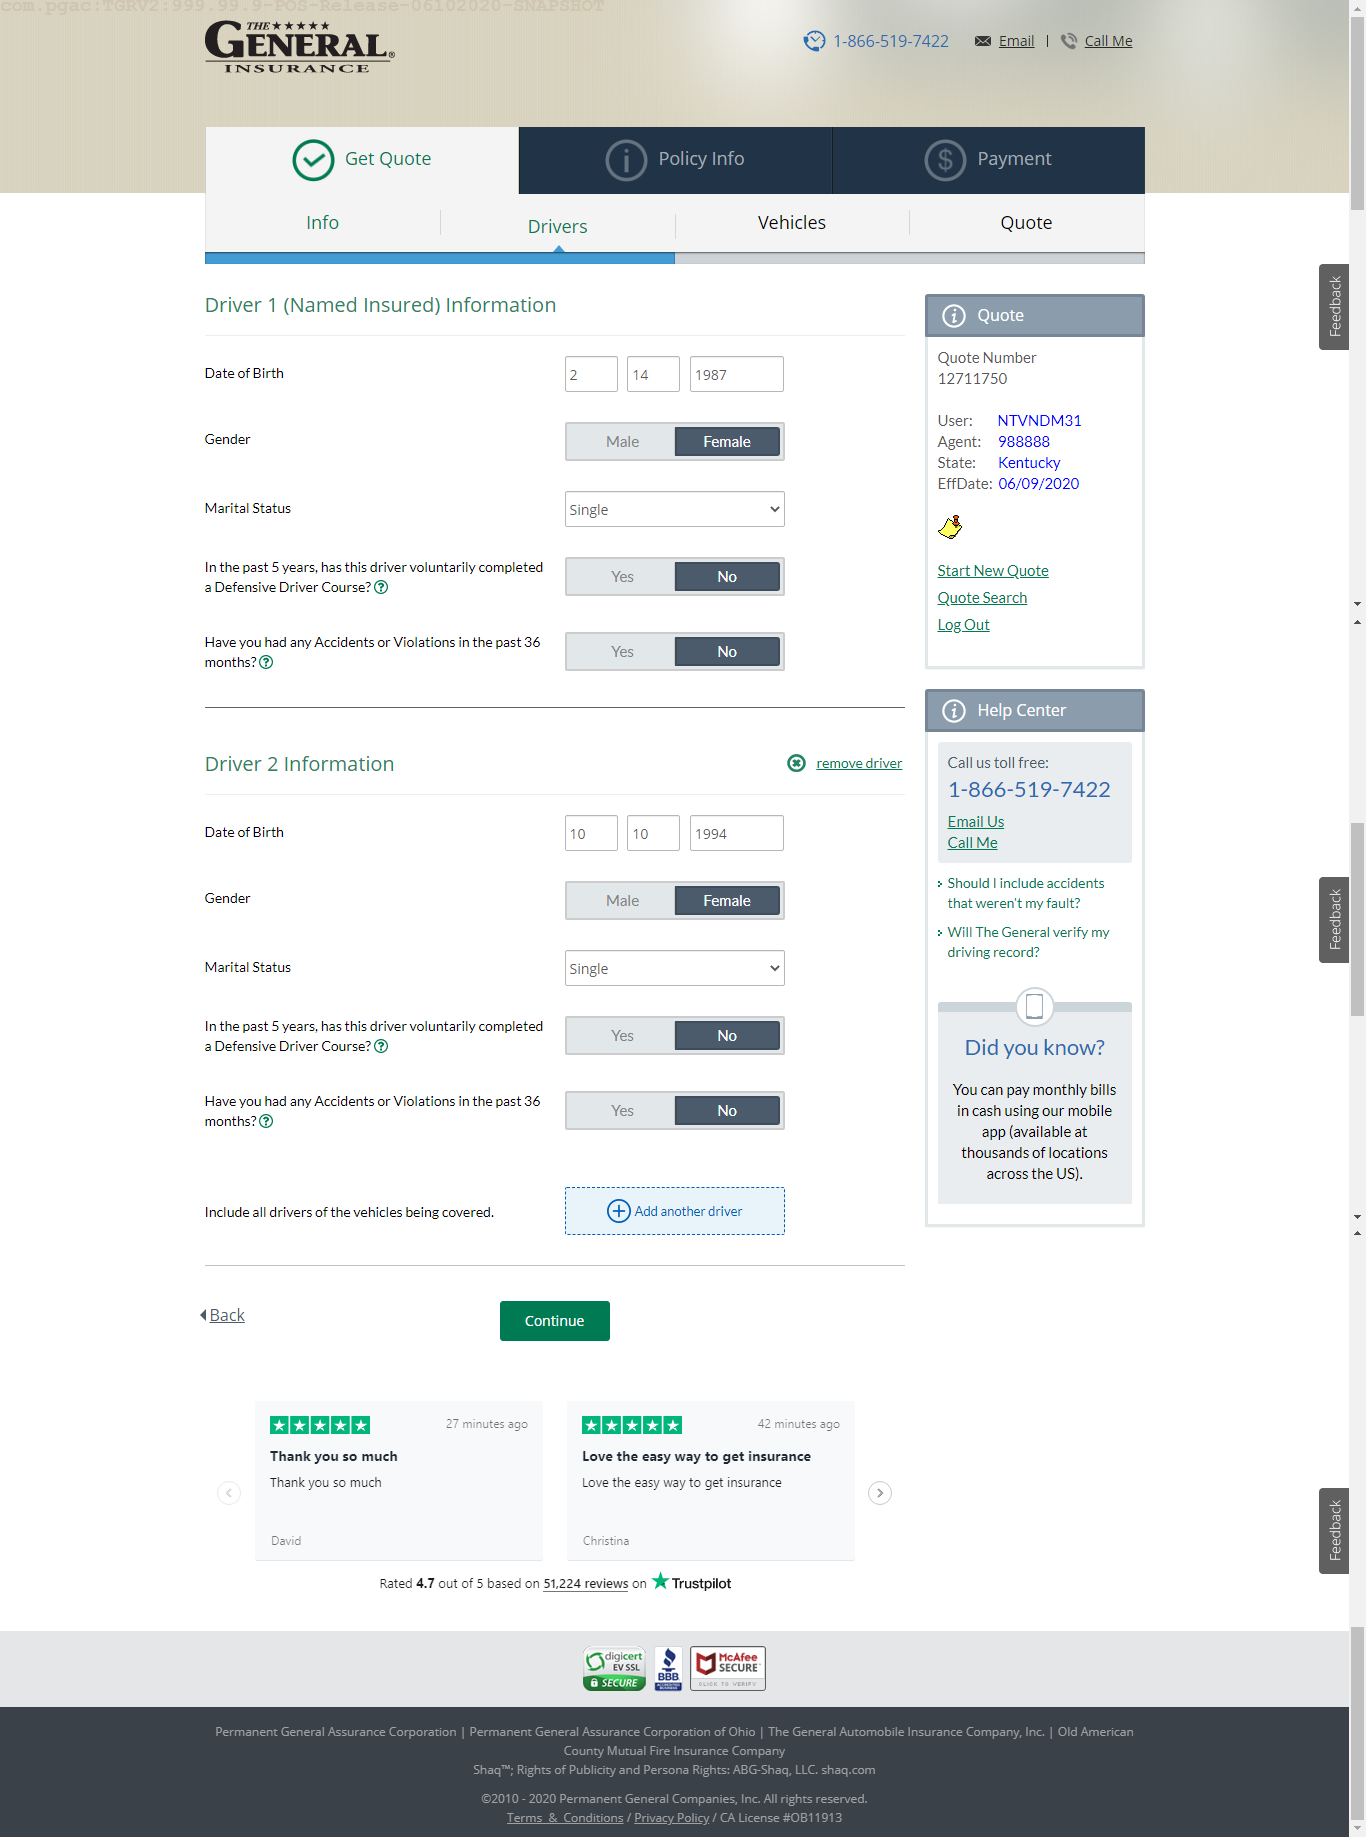 com.pgac:TGRV2:999.99.9-POS-Release-06102020-SNAPSHOT
THE
GENERAL®
INSURANCE
1-866-519-7422
Email | Call Me
Get Quote
Policy Info
Payment
Info
Drivers
Vehicles
Quote
Driver 1 (Named Insured) Information
Date of Birth
2 14 1987
Gender
Male Female
Marital Status
Single
In the past 5 years, has this driver voluntarily completed
a Defensive Driver Course? ?
Yes No
Have you had any Accidents or Violations in the past 36
months? ?
Yes No
Driver 2 Information
remove driver
Date of Birth
10 10 1994
Gender
Male Female
Marital Status
Single
In the past 5 years, has this driver voluntarily completed
a Defensive Driver Course? ?
Yes No
Have you had any Accidents or Violations in the past 36
months? ?
Yes No
Include all drivers of the vehicles being covered.
Add another driver
Back
Continue
Quote
Quote Number
12711750
User: NTVNDM31
Agent: 988888
State: Kentucky
EffDate: 06/09/2020
Start New Quote
Quote Search
Log Out
Help Center
Call us toll free:
1-866-519-7422
Email Us
Call Me
Should I include accidents
that weren't my fault?
Will The General verify my
driving record?
Did you know?
You can pay monthly bills
in cash using our mobile
app (available at
thousands of locations
across the US).
Feedback
Feedback
Feedback
27 minutes ago
Thank you so much
Thank you so much
David
42 minutes ago
Love the easy way to get insurance
Love the easy way to get insurance
Christina
Rated 4.7 out of 5 based on 51,224 reviews on Trustpilot
digicert
EV SSL
SECURE
BBB
ACCREDITED
BUSINESS
McAfee
SECURE™
CLICK TO VERIFY
Permanent General Assurance Corporation | Permanent General Assurance Corporation of Ohio | The General Automobile Insurance Company, Inc. | Old American
County Mutual Fire Insurance Company
Shaq™; Rights of Publicity and Persona Rights: ABG-Shaq, LLC. shaq.com
©2010 - 2020 Permanent General Companies, Inc. All rights reserved.
Terms & Conditions / Privacy Policy / CA License #OB11913